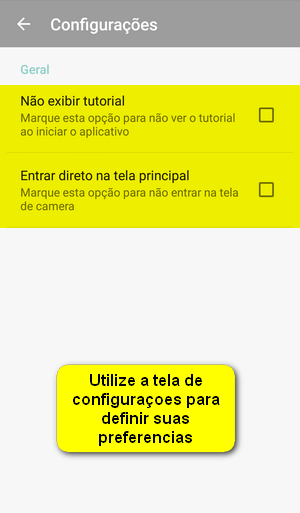 Configurações
Geral
Não exibir tutorial
Marque esta opção para não ver o tutorial
ao iniciar o aplicativo
Entrar direto na tela principal
Marque esta opção para não entrar na tela
de camera
Utilize a tela de
configuraçoes para
definir suas
preferencias